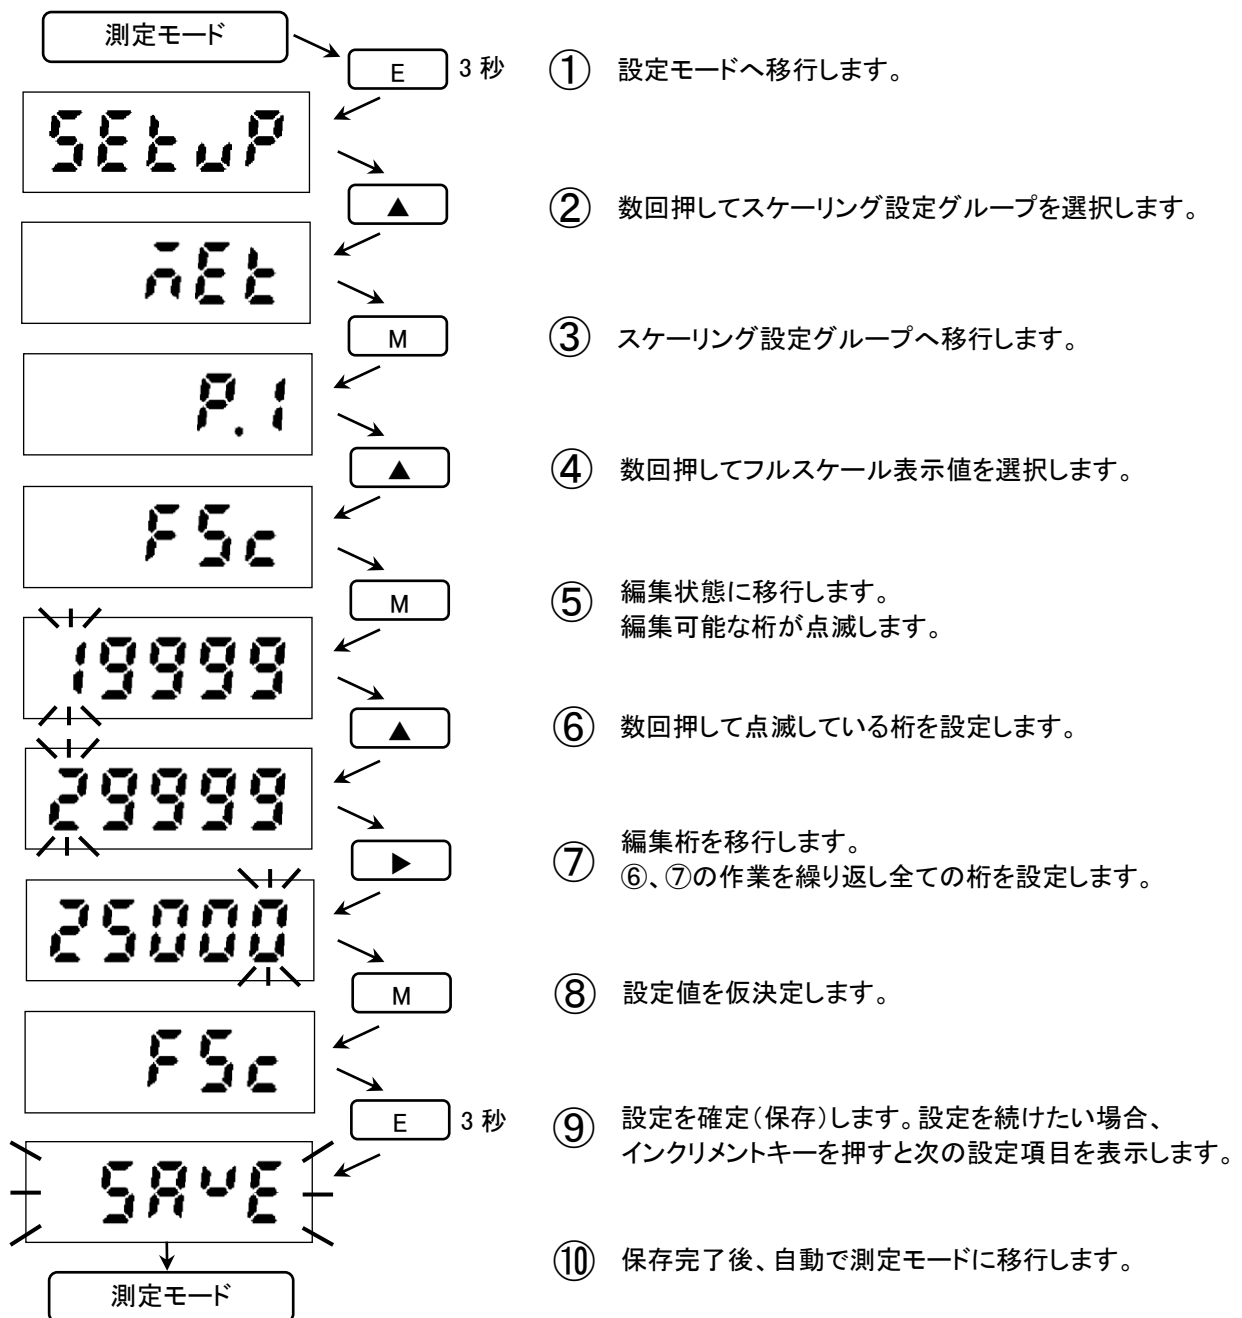 測定モード
E 3秒 ① 設定モードへ移行します。
SEtuP
▲ ② 数回押してスケーリング設定グループを選択します。
mEt
M ③ スケーリング設定グループへ移行します。
P.1
▲ ④ 数回押してフルスケール表示値を選択します。
FSc
M ⑤ 編集状態に移行します。
編集可能な桁が点滅します。
19999
▲ ⑥ 数回押して点滅している桁を設定します。
29999
▶ ⑦ 編集桁を移行します。
⑥、⑦の作業を繰り返し全ての桁を設定します。
25000
M ⑧ 設定値を仮決定します。
FSc
E 3秒 ⑨ 設定を確定(保存)します。設定を続けたい場合、
インクリメントキーを押すと次の設定項目を表示します。
SAvE
⑩ 保存完了後、自動で測定モードに移行します。
測定モード